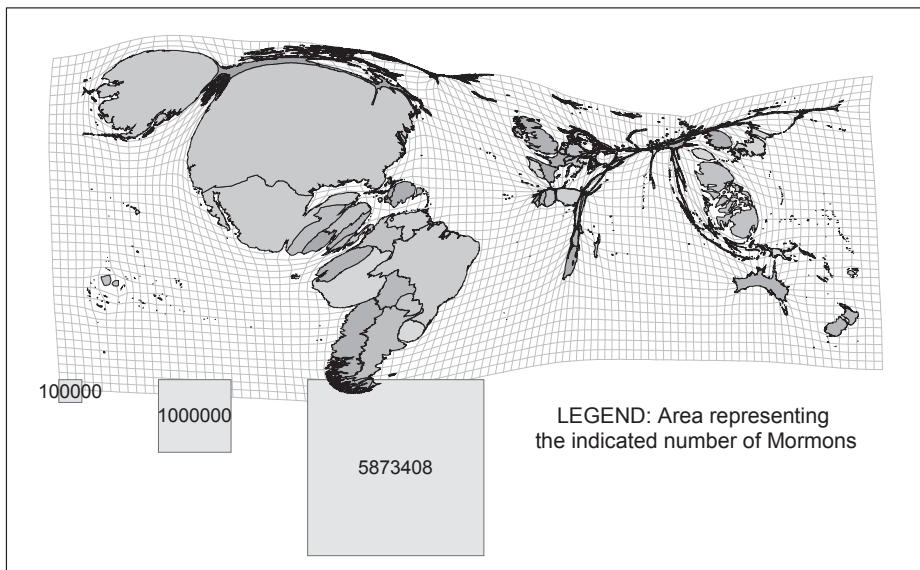 100000
1000000
5873408
LEGEND: Area representing
the indicated number of Mormons